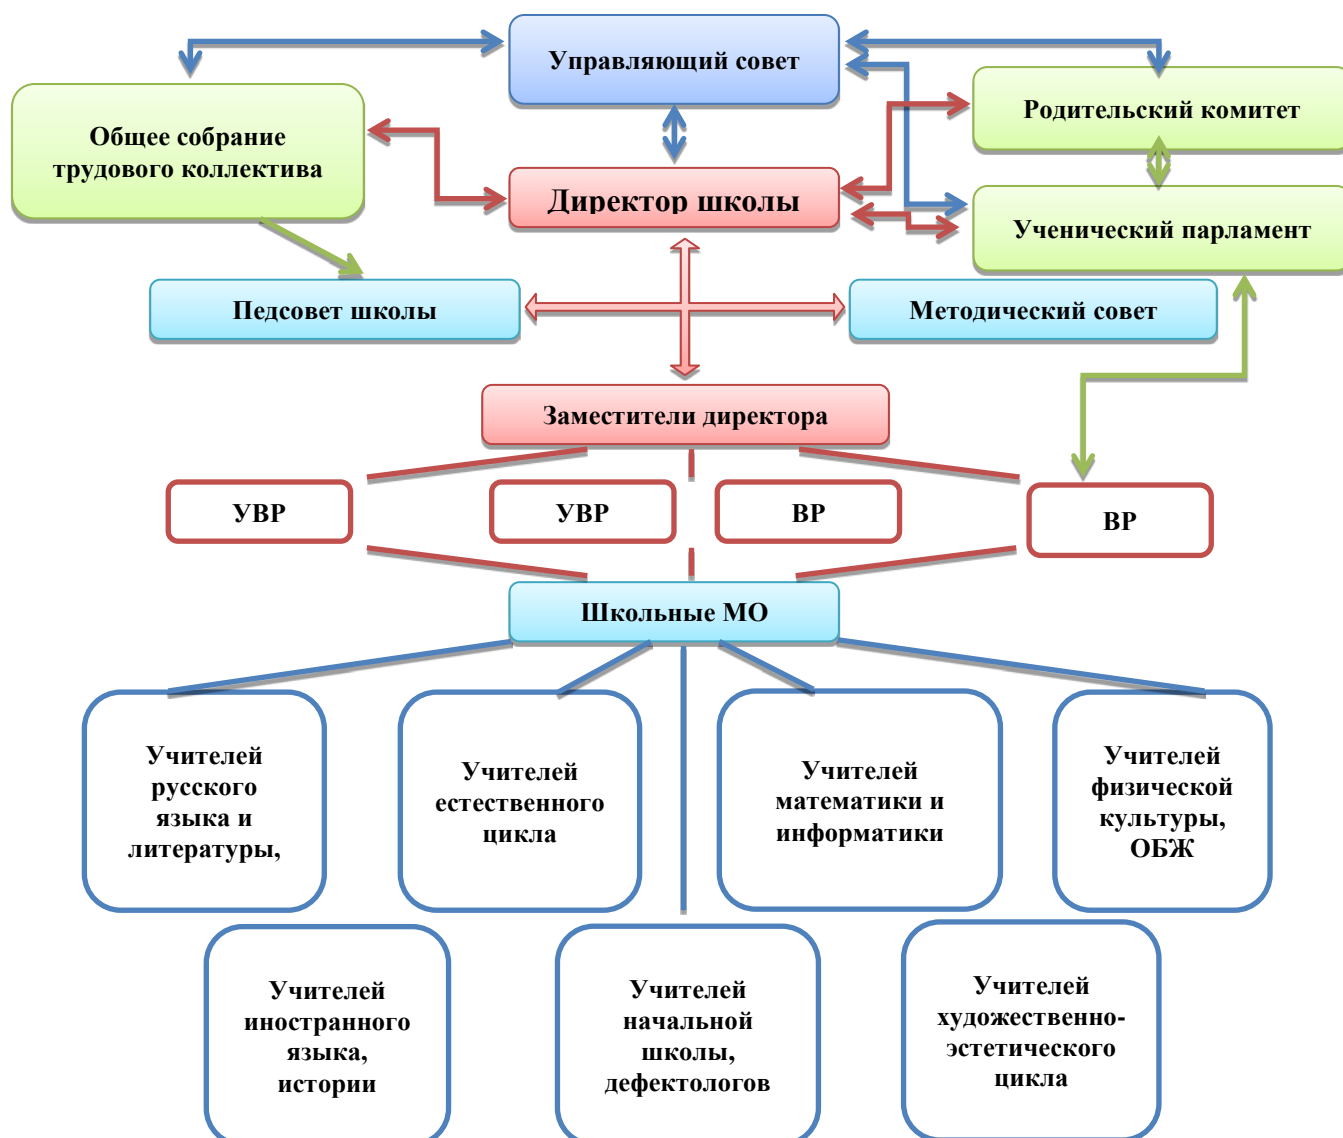 Управляющий совет
Родительский комитет
Общее собрание
трудового коллектива
Директор школы
Ученический парламент
Педсовет школы
Методический совет
Заместители директора
УВР
УВР
ВР
ВР
Школьные МО
Учителей
русского
языка и
литературы,
Учителей
естественного
цикла
Учителей
математики и
информатики
Учителей
физической
культуры,
ОБЖ
Учителей
иностранного
языка,
истории
Учителей
начальной
школы,
дефектологов
Учителей
художественно-
эстетического
цикла